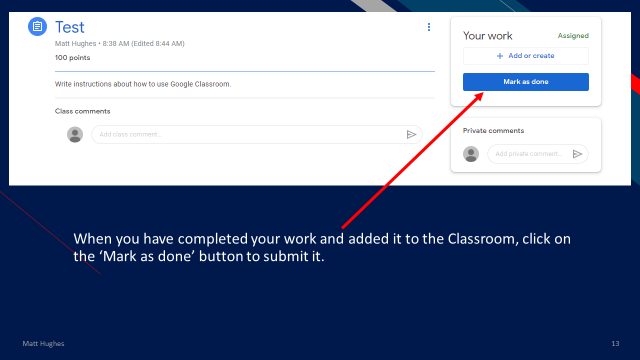 Test
Matt Hughes • 8:38 AM (Edited 8:44 AM)
100 points
Write instructions about how to use Google Classroom.
Class comments
Add class comment...
Your work
Assigned
+ Add or create
Mark as done
Private comments
Add private comment...
When you have completed your work and added it to the Classroom, click on
the ‘Mark as done’ button to submit it.
Matt Hughes
13